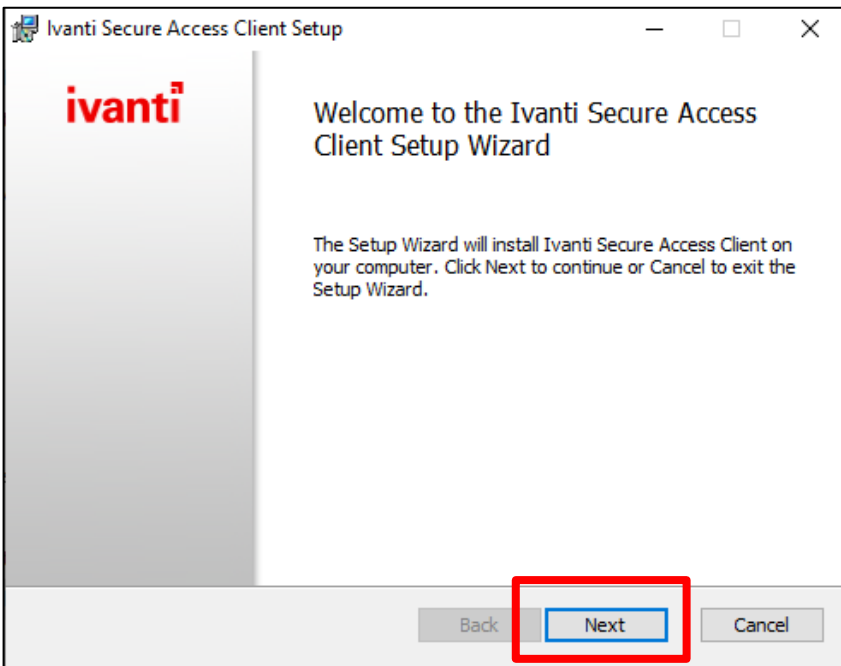 Ivanti Secure Access Client Setup
ivanti
Welcome to the Ivanti Secure Access
Client Setup Wizard
The Setup Wizard will install Ivanti Secure Access Client on
your computer. Click Next to continue or Cancel to exit the
Setup Wizard.
Back
Next
Cancel